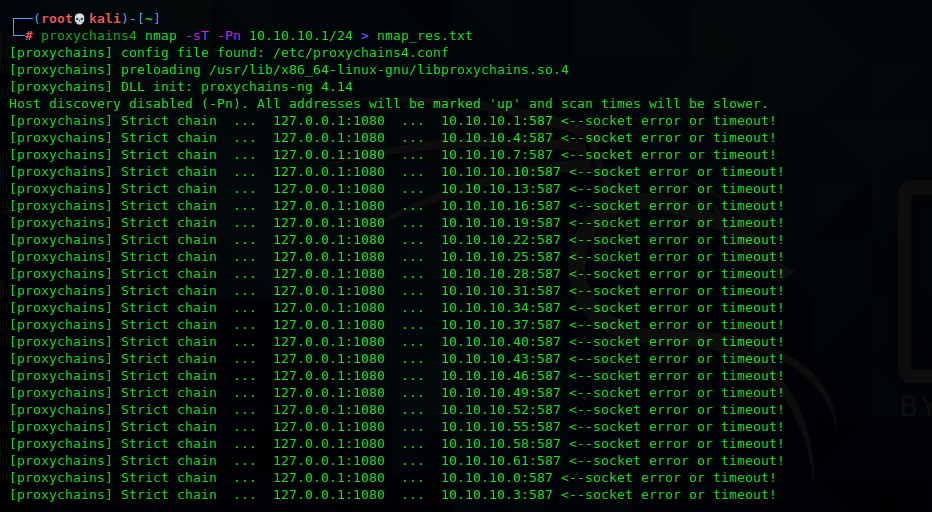 ┌──(root💀kali)-[~]
└─# proxychains4 nmap -sT -Pn 10.10.10.1/24 > nmap_res.txt
[proxychains] config file found: /etc/proxychains4.conf
[proxychains] preloading /usr/lib/x86_64-linux-gnu/libproxychains.so.4
[proxychains] DLL init: proxychains-ng 4.14
Host discovery disabled (-Pn). All addresses will be marked 'up' and scan times will be slower.
[proxychains] Strict chain  ...  127.0.0.1:1080  ...  10.10.10.1:587 <--socket error or timeout!
[proxychains] Strict chain  ...  127.0.0.1:1080  ...  10.10.10.4:587 <--socket error or timeout!
[proxychains] Strict chain  ...  127.0.0.1:1080  ...  10.10.10.7:587 <--socket error or timeout!
[proxychains] Strict chain  ...  127.0.0.1:1080  ...  10.10.10.10:587 <--socket error or timeout!
[proxychains] Strict chain  ...  127.0.0.1:1080  ...  10.10.10.13:587 <--socket error or timeout!
[proxychains] Strict chain  ...  127.0.0.1:1080  ...  10.10.10.16:587 <--socket error or timeout!
[proxychains] Strict chain  ...  127.0.0.1:1080  ...  10.10.10.19:587 <--socket error or timeout!
[proxychains] Strict chain  ...  127.0.0.1:1080  ...  10.10.10.22:587 <--socket error or timeout!
[proxychains] Strict chain  ...  127.0.0.1:1080  ...  10.10.10.25:587 <--socket error or timeout!
[proxychains] Strict chain  ...  127.0.0.1:1080  ...  10.10.10.28:587 <--socket error or timeout!
[proxychains] Strict chain  ...  127.0.0.1:1080  ...  10.10.10.31:587 <--socket error or timeout!
[proxychains] Strict chain  ...  127.0.0.1:1080  ...  10.10.10.34:587 <--socket error or timeout!
[proxychains] Strict chain  ...  127.0.0.1:1080  ...  10.10.10.37:587 <--socket error or timeout!
[proxychains] Strict chain  ...  127.0.0.1:1080  ...  10.10.10.40:587 <--socket error or timeout!
[proxychains] Strict chain  ...  127.0.0.1:1080  ...  10.10.10.43:587 <--socket error or timeout!
[proxychains] Strict chain  ...  127.0.0.1:1080  ...  10.10.10.46:587 <--socket error or timeout!
[proxychains] Strict chain  ...  127.0.0.1:1080  ...  10.10.10.49:587 <--socket error or timeout!
[proxychains] Strict chain  ...  127.0.0.1:1080  ...  10.10.10.52:587 <--socket error or timeout!
BY
[proxychains] Strict chain  ...  127.0.0.1:1080  ...  10.10.10.55:587 <--socket error or timeout!
[proxychains] Strict chain  ...  127.0.0.1:1080  ...  10.10.10.58:587 <--socket error or timeout!
[proxychains] Strict chain  ...  127.0.0.1:1080  ...  10.10.10.61:587 <--socket error or timeout!
[proxychains] Strict chain  ...  127.0.0.1:1080  ...  10.10.10.0:587 <--socket error or timeout!
[proxychains] Strict chain  ...  127.0.0.1:1080  ...  10.10.10.3:587 <--socket error or timeout!